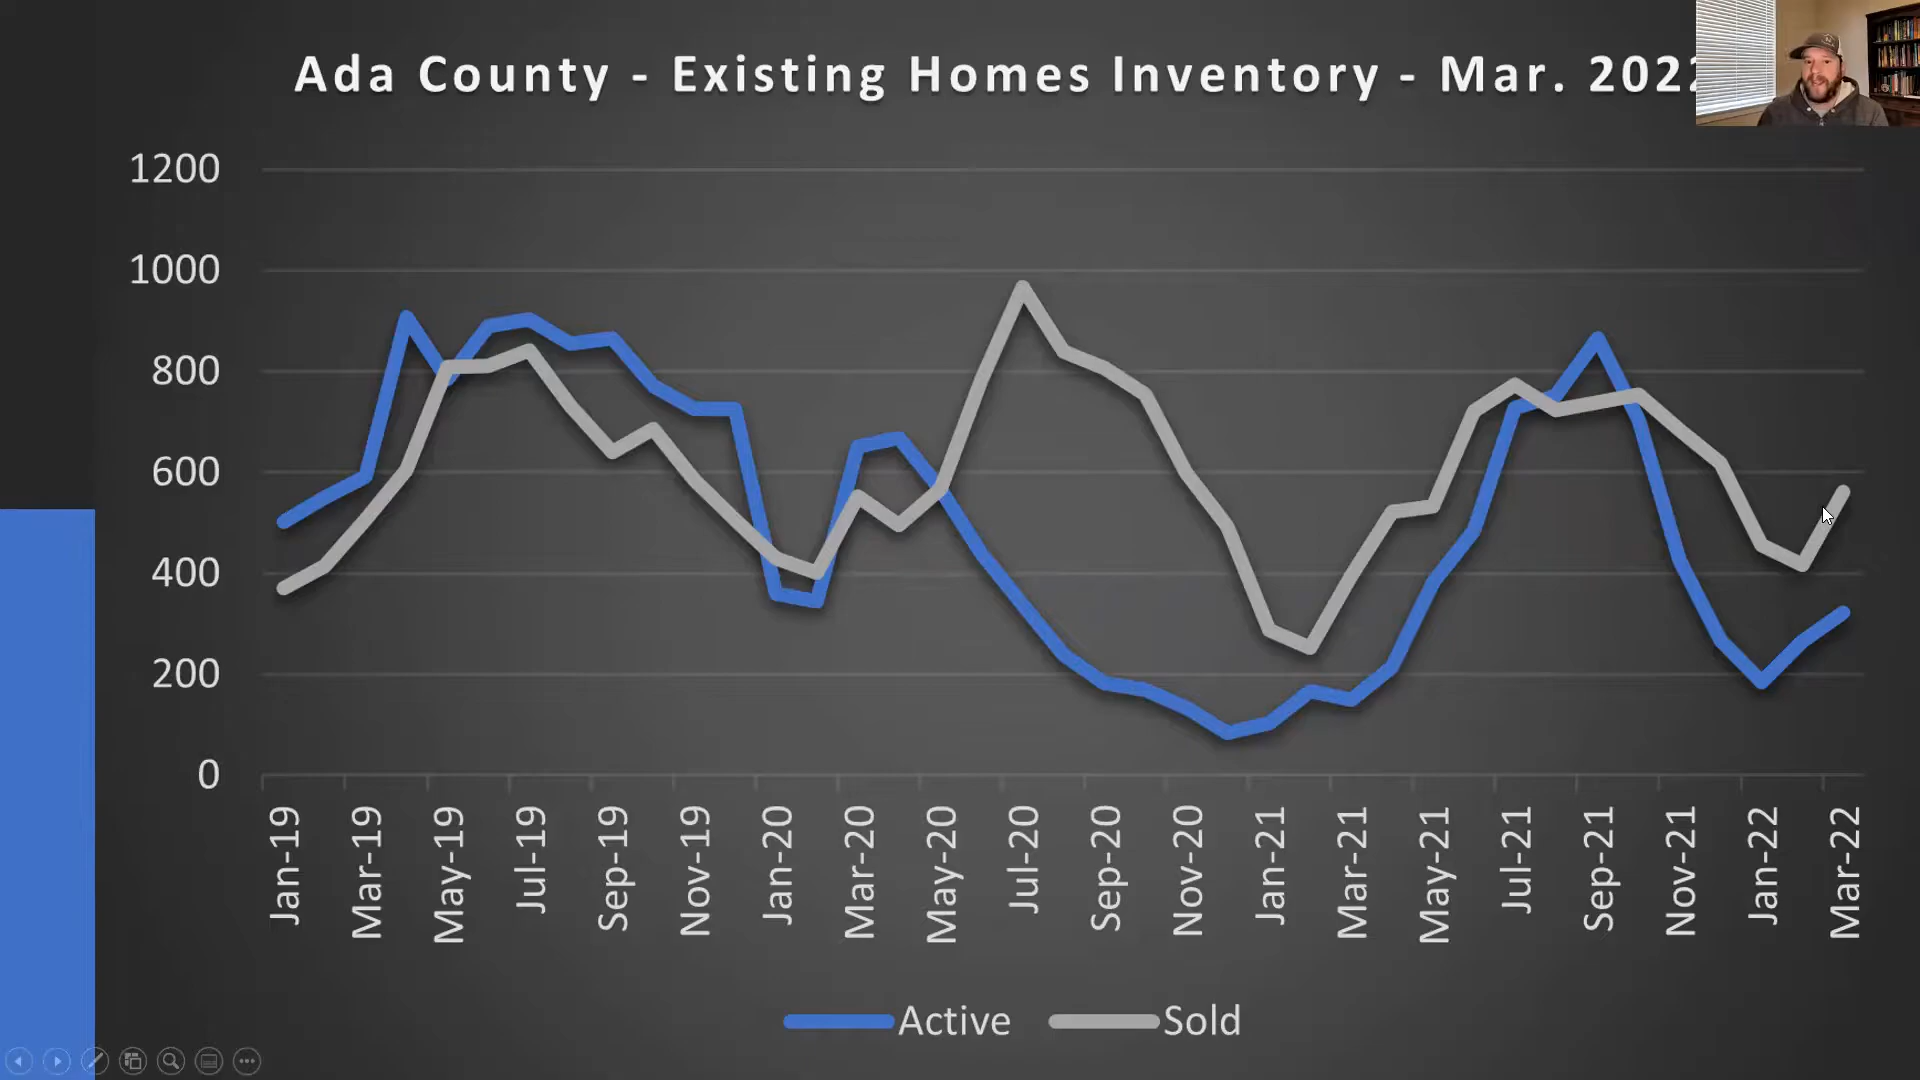 Ada County - Existing Homes Inventory - Mar. 2022
1200
1000
800
600
400
200
0
Jan-19
Mar-19
May-19
Jul-19
Sep-19
Nov-19
Jan-20
Mar-20
May-20
Jul-20
Sep-20
Nov-20
Jan-21
Mar-21
May-21
Jul-21
Sep-21
Nov-21
Jan-22
Mar-22
Active
Sold